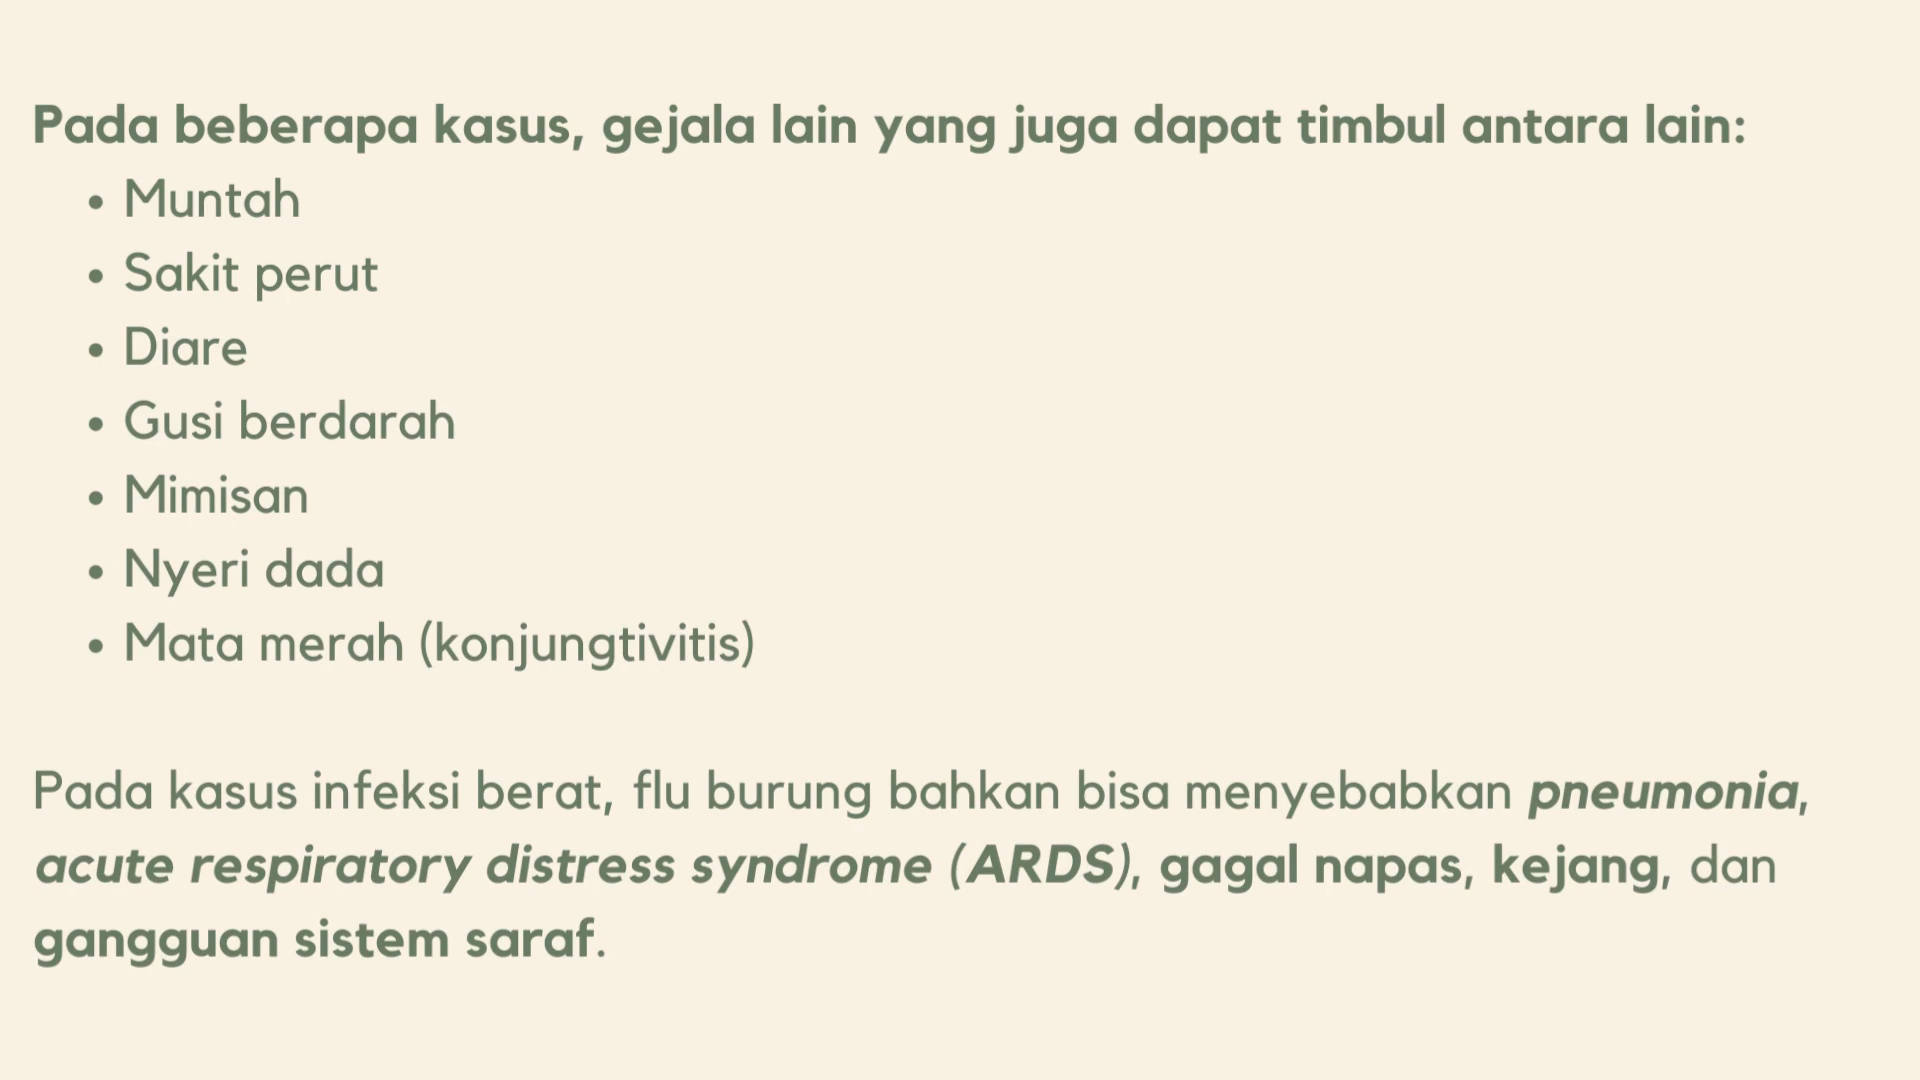 Pada beberapa kasus, gejala lain yang juga dapat timbul antara lain:
• Muntah
• Sakit perut
• Diare
• Gusi berdarah
• Mimisan
• Nyeri dada
• Mata merah (konjungtivitis)
Pada kasus infeksi berat, flu burung bahkan bisa menyebabkan pneumonia,
acute respiratory distress syndrome (ARDS), gagal napas, kejang, dan
gangguan sistem saraf.